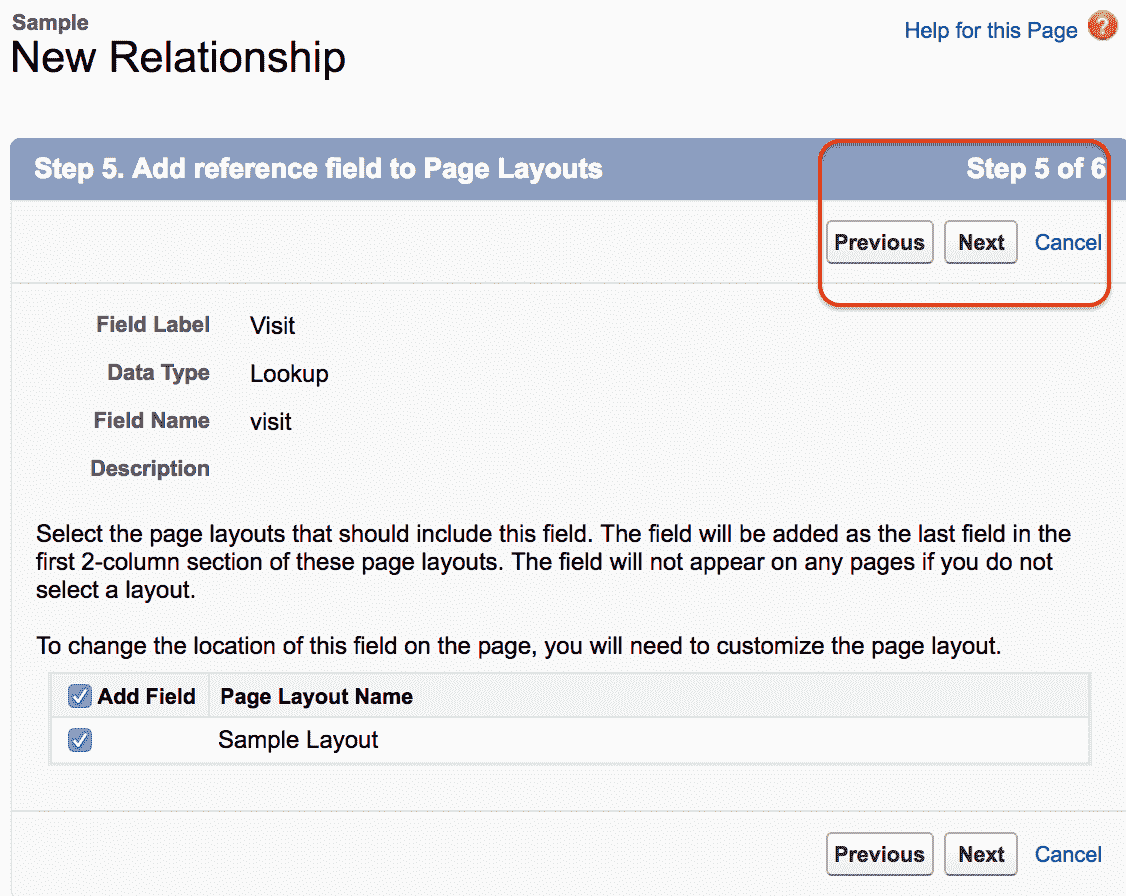 Sample
Help for this Page ?
New Relationship
Step 5. Add reference field to Page Layouts
Step 5 of 6
Previous Next Cancel
Field Label Visit
Data Type Lookup
Field Name visit
Description
Select the page layouts that should include this field. The field will be added as the last field in the
first 2-column section of these page layouts. The field will not appear on any pages if you do not
select a layout.
To change the location of this field on the page, you will need to customize the page layout.
Add Field Page Layout Name
Sample Layout
Previous Next Cancel